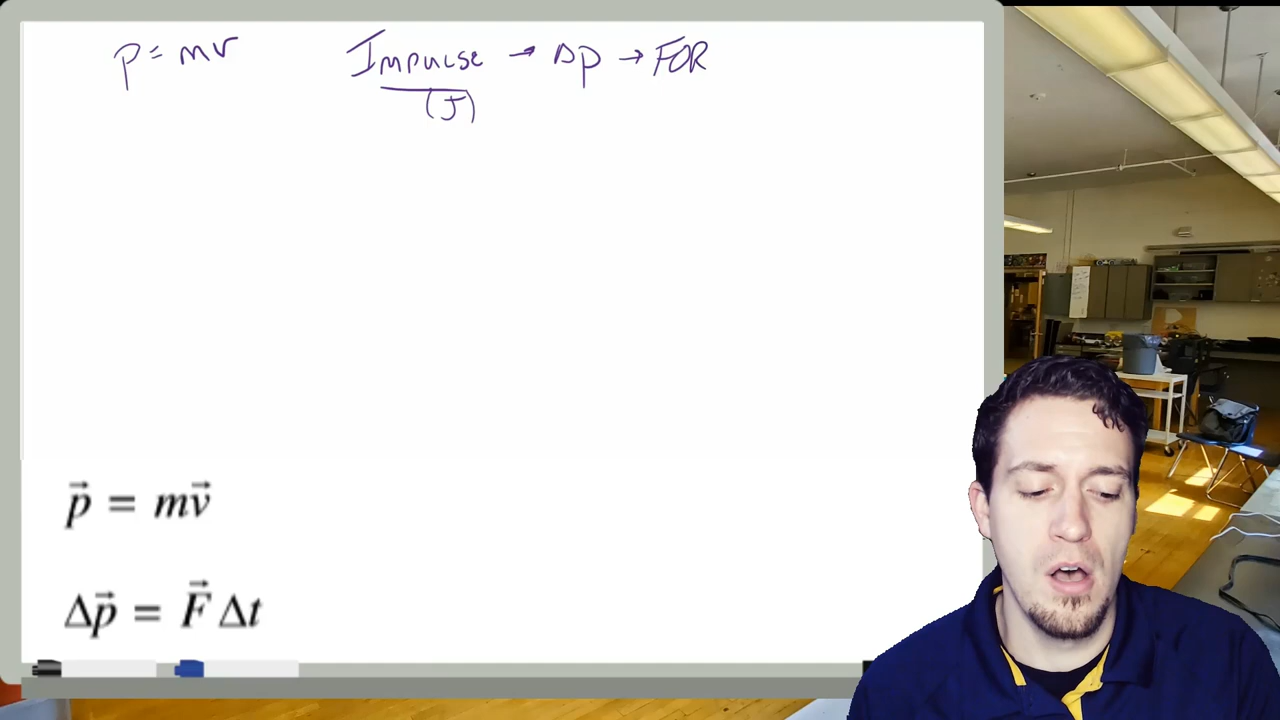 p = mv Impulse → Δp → FOR
(J)
p⃗ = mv⃗
Δp⃗ = F⃗ Δt